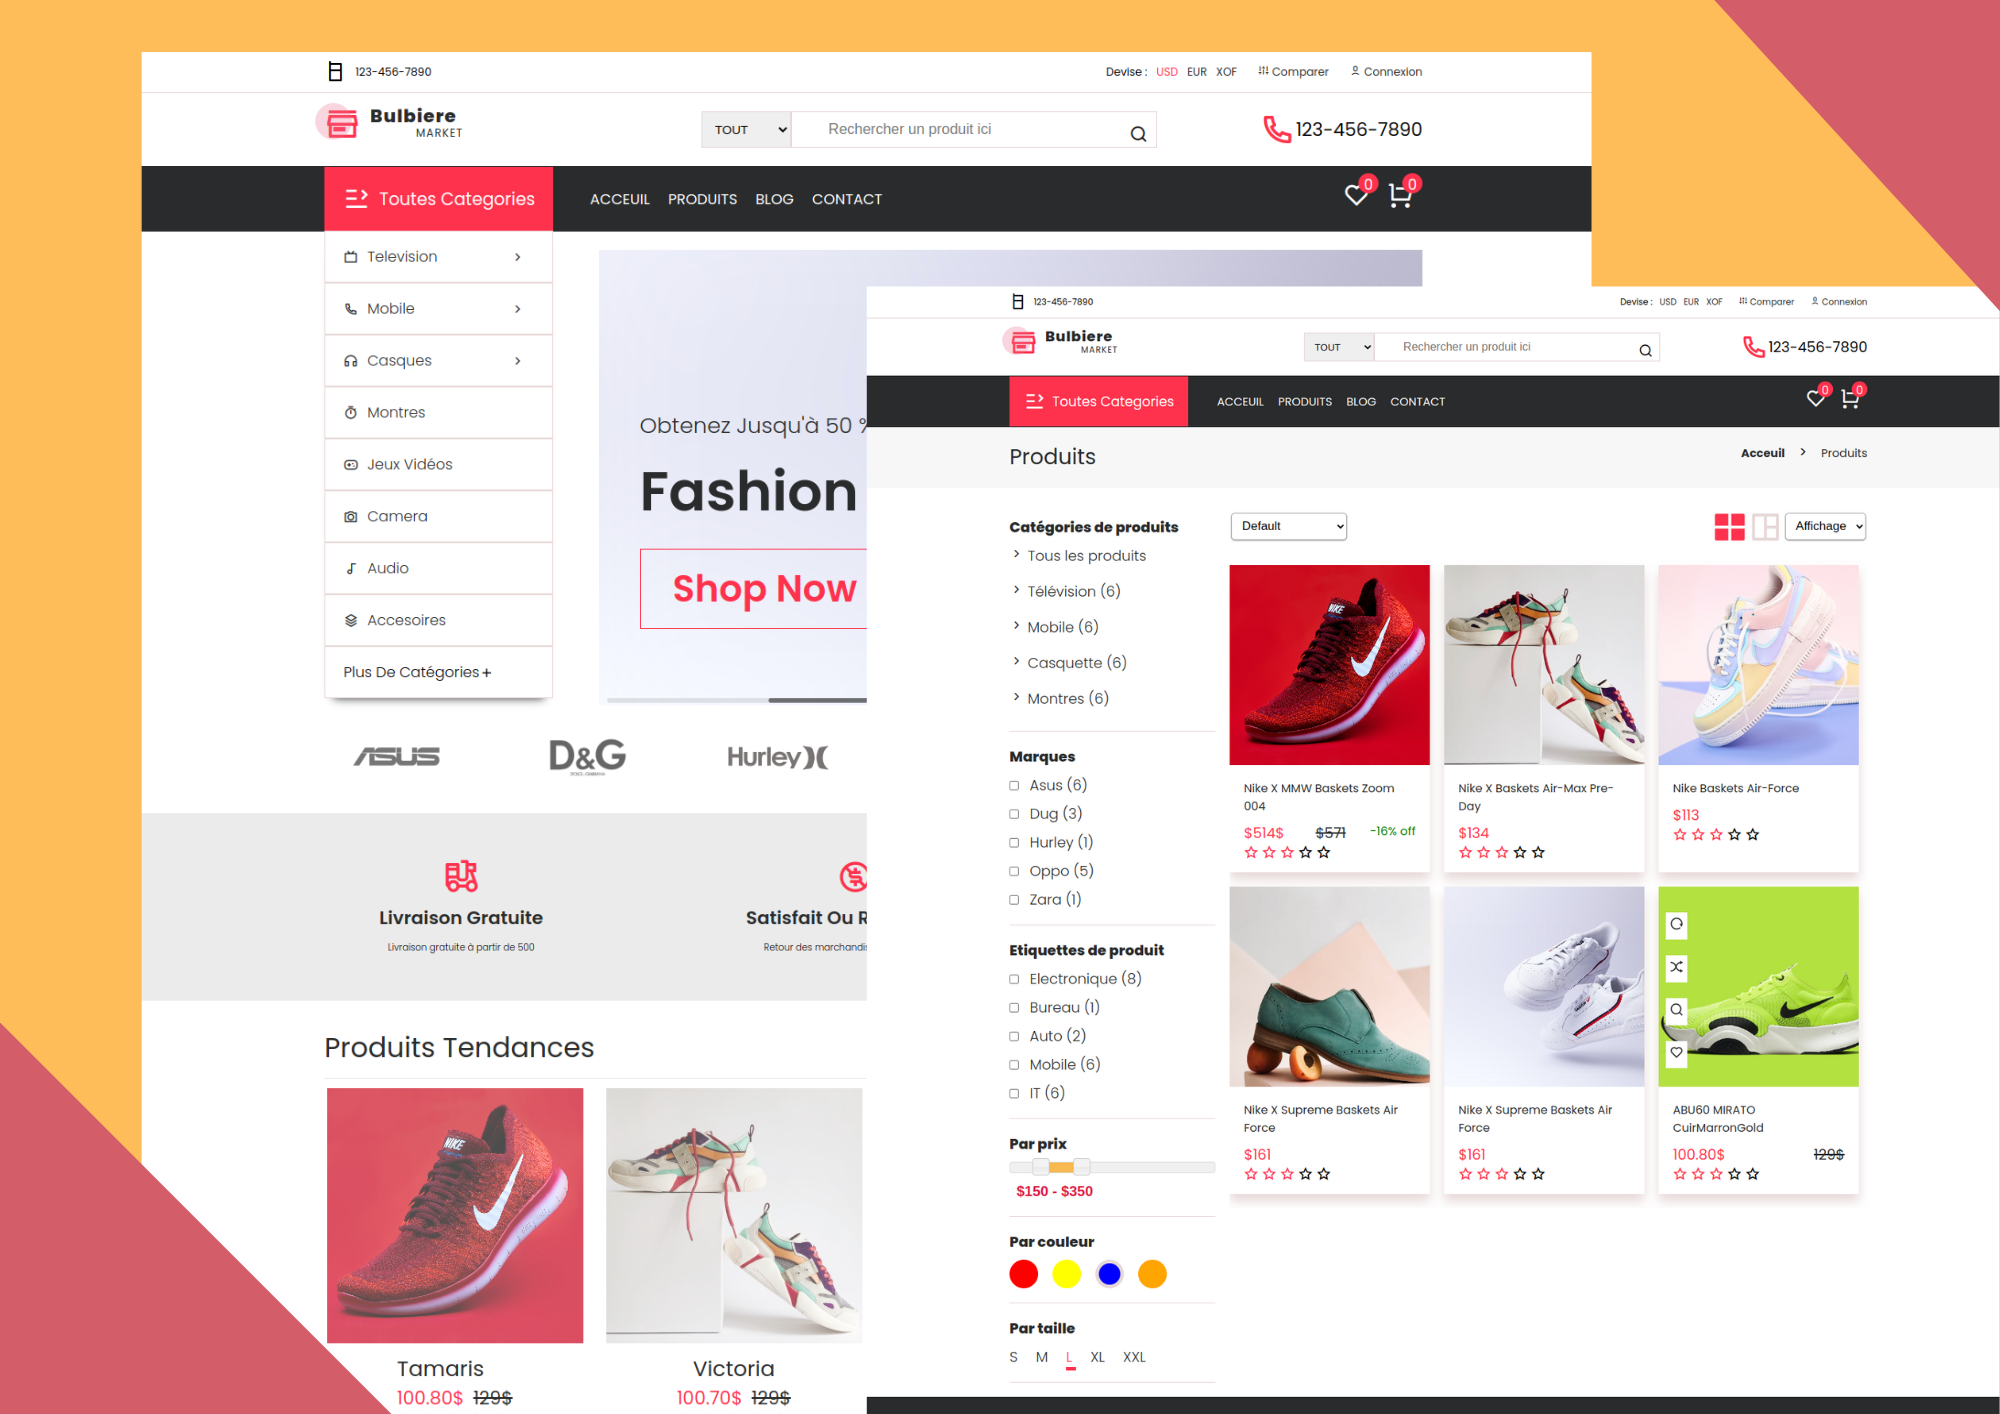 123-456-7890
Devise : USD EUR XOF Comparer Connexion
Bulbiere
MARKET
TOUT Rechercher un produit ici
123-456-7890
Toutes Categories ACCEUIL PRODUITS BLOG CONTACT 0 0
Television
Mobile
Casques
Montres
Jeux Vidéos
Camera
Audio
Accesoires
Plus De Catégories +
Obtenez Jusqu'à 50 %
Fashion
Shop Now
ASUS D&G Hurley
Livraison Gratuite
Livraison gratuite à partir de 500
Satisfait Ou R
Retour des marchandis
Produits Tendances
NIKE
Tamaris
100.80$ 129$
Victoria
100.70$ 129$
123-456-7890
Devise : USD EUR XOF Comparer Connexion
Bulbiere
MARKET
TOUT Rechercher un produit ici
123-456-7890
Toutes Categories ACCEUIL PRODUITS BLOG CONTACT 0 0
Produits
Acceuil > Produits
Catégories de produits
Tous les produits
Télévision (6)
Mobile (6)
Casquette (6)
Montres (6)
Marques
Asus (6)
Dug (3)
Hurley (1)
Oppo (5)
Zara (1)
Etiquettes de produit
Electronique (8)
Bureau (1)
Auto (2)
Mobile (6)
IT (6)
Par prix
$150 - $350
Par couleur
Par taille
S M L XL XXL
Default
Affichage
NIKE
Nike X MMW Baskets Zoom
004
$514$ $571 -16% off
Nike X Baskets Air-Max Pre-
Day
$134
Nike Baskets Air-Force
$113
Nike X Supreme Baskets Air
Force
$161
Nike X Supreme Baskets Air
Force
$161
ABU60 MIRATO
CuirMarronGold
100.80$ 129$